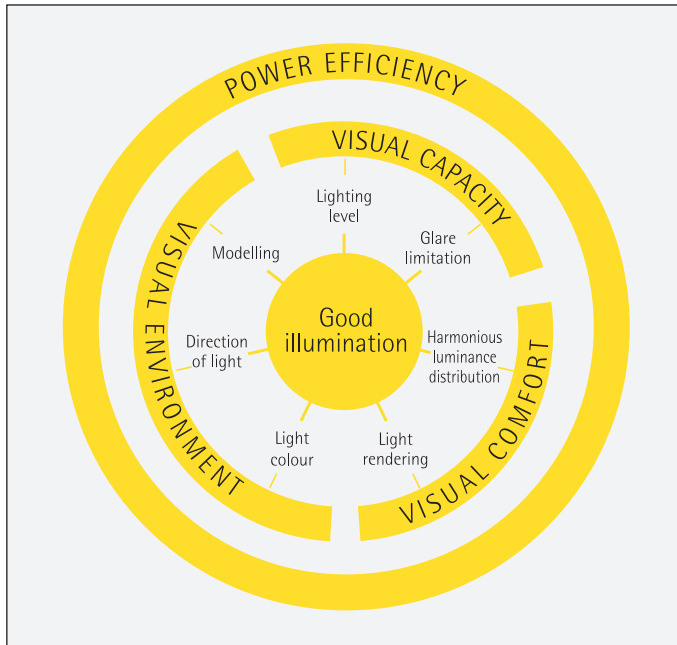 POWER EFFICIENCY
VISUAL CAPACITY
Lighting
level
Glare
limitation
Modelling
VISUAL ENVIRONMENT
Good
illumination
Direction
of light
Harmonious
luminance
distribution
VISUAL COMFORT
Light
colour
Light
rendering